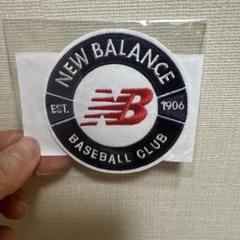 NEW BALANCE
EST. 1906
NB
BASEBALL CLUB